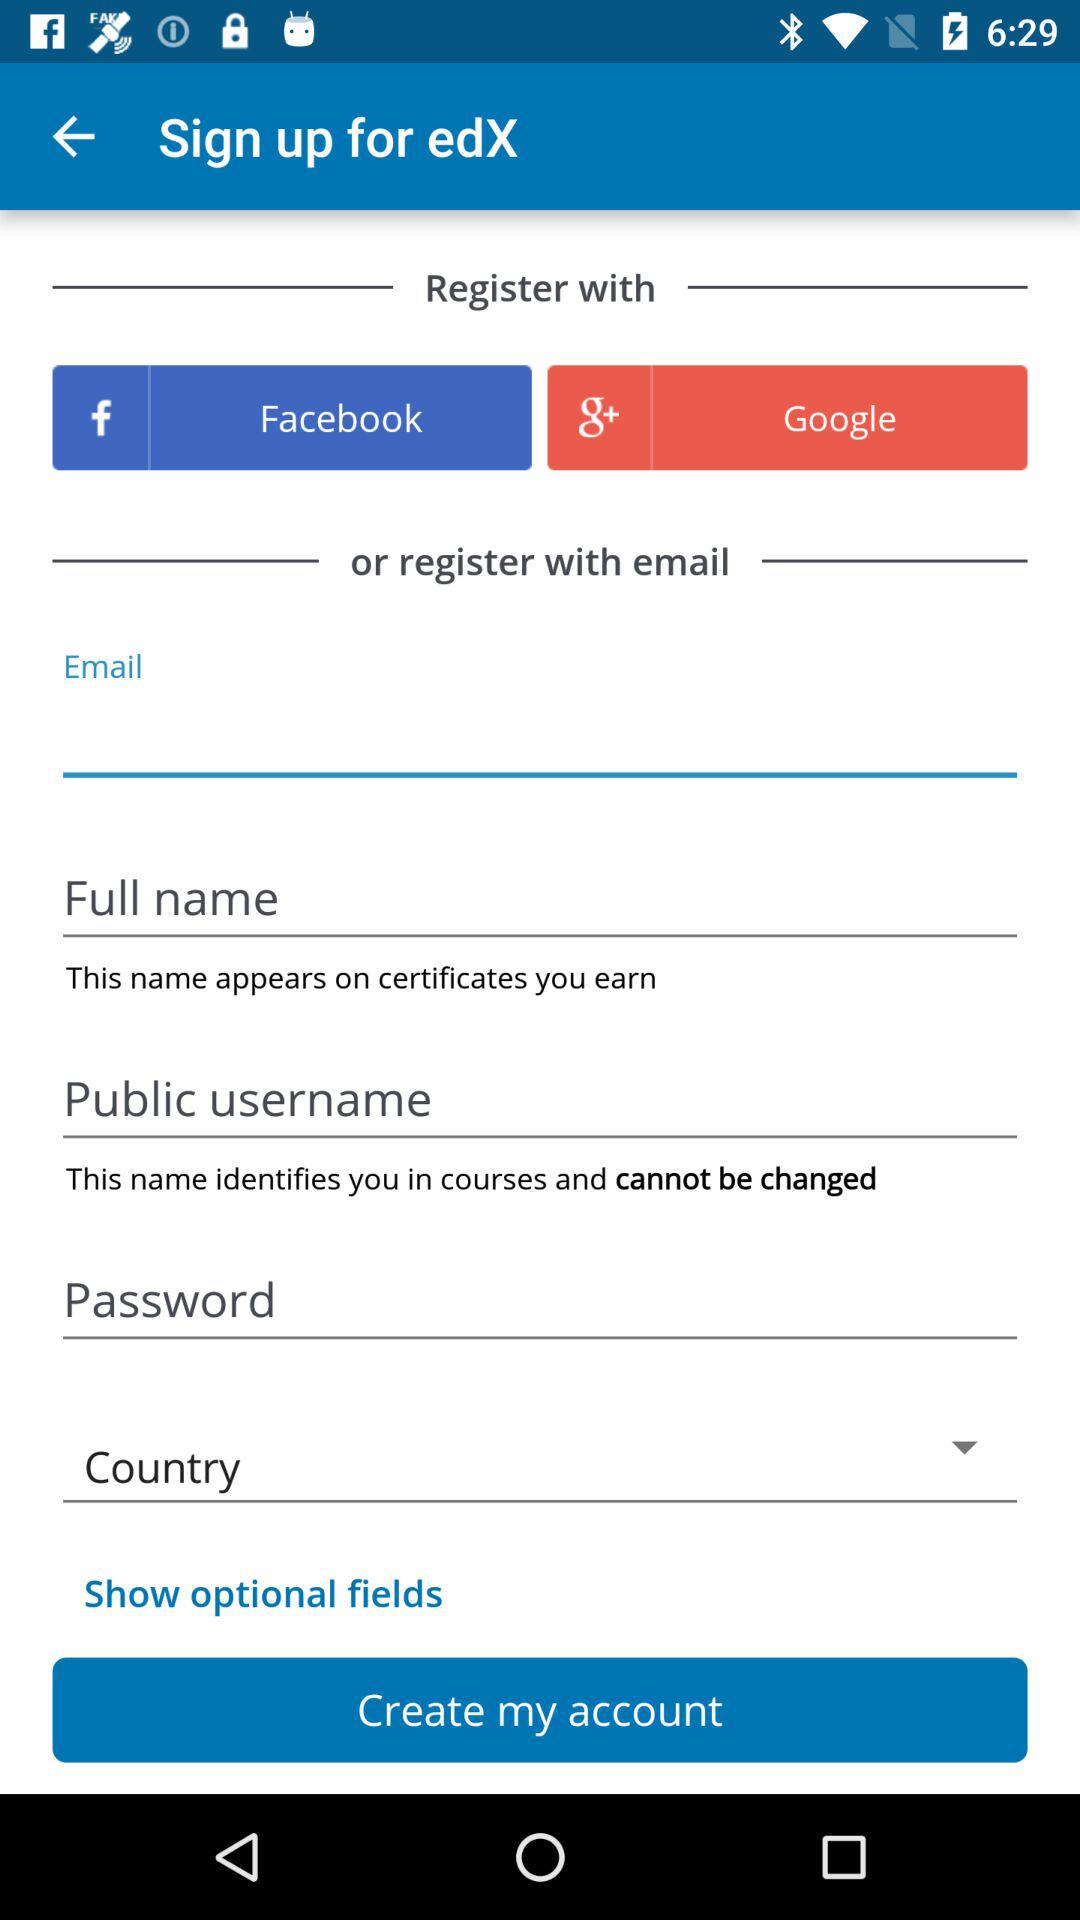 FAKE
6:29
Sign up for edX
Register with
f Facebook
g+ Google
or register with email
Email
Full name
This name appears on certificates you earn
Public username
This name identifies you in courses and cannot be changed
Password
Country
Show optional fields
Create my account